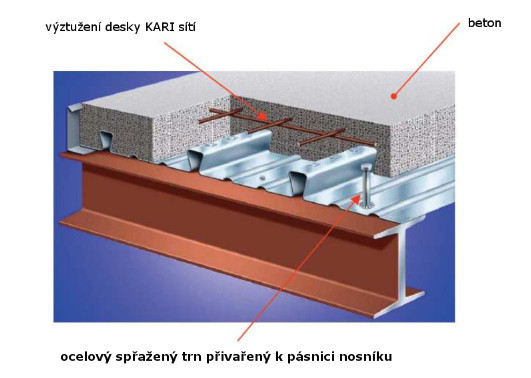 výztužení desky KARI sítí
beton
ocelový spřažený trn přivařený k pásnici nosníku